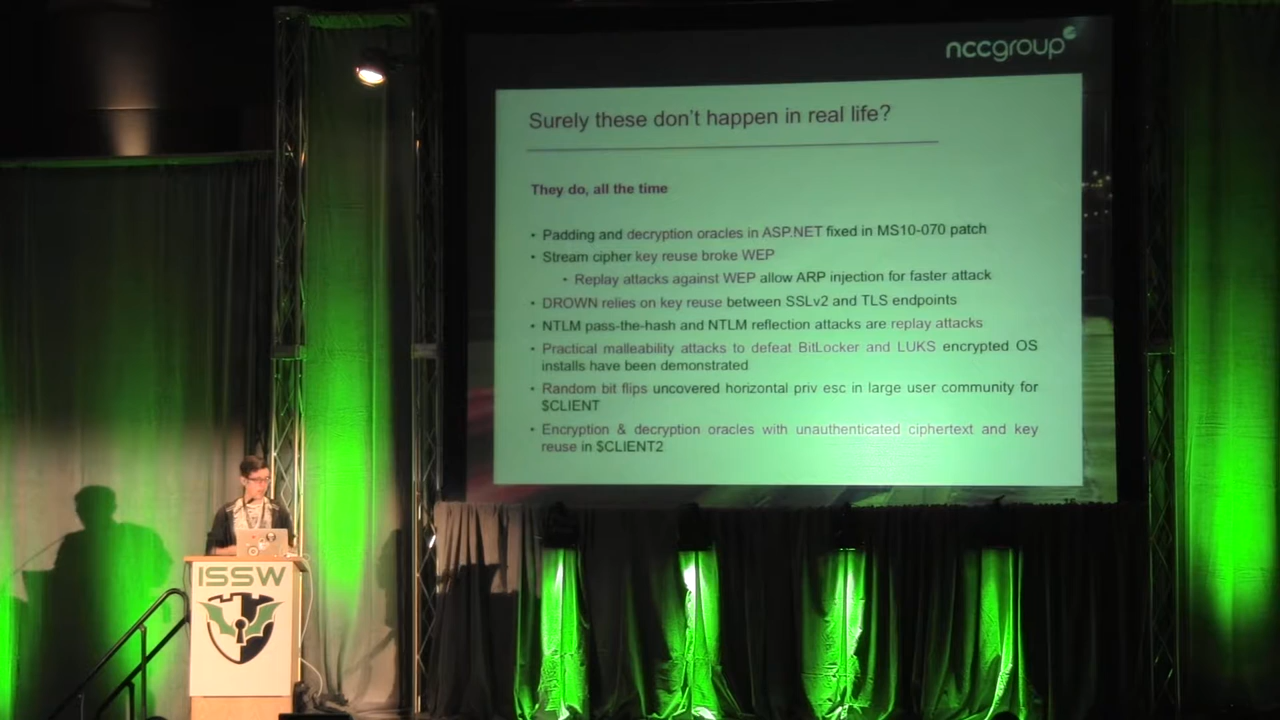 nccgroup
Surely these don't happen in real life?
They do, all the time
• Padding and decryption oracles in ASP.NET fixed in MS10-070 patch
• Stream cipher key reuse broke WEP
• Replay attacks against WEP allow ARP injection for faster attack
• DROWN relies on key reuse between SSLv2 and TLS endpoints
• NTLM pass-the-hash and NTLM reflection attacks are replay attacks
• Practical malleability attacks to defeat BitLocker and LUKS encrypted OS
installs have been demonstrated
• Random bit flips uncovered horizontal priv esc in large user community for
$CLIENT
• Encryption & decryption oracles with unauthenticated ciphertext and key
reuse in $CLIENT2
ISSW